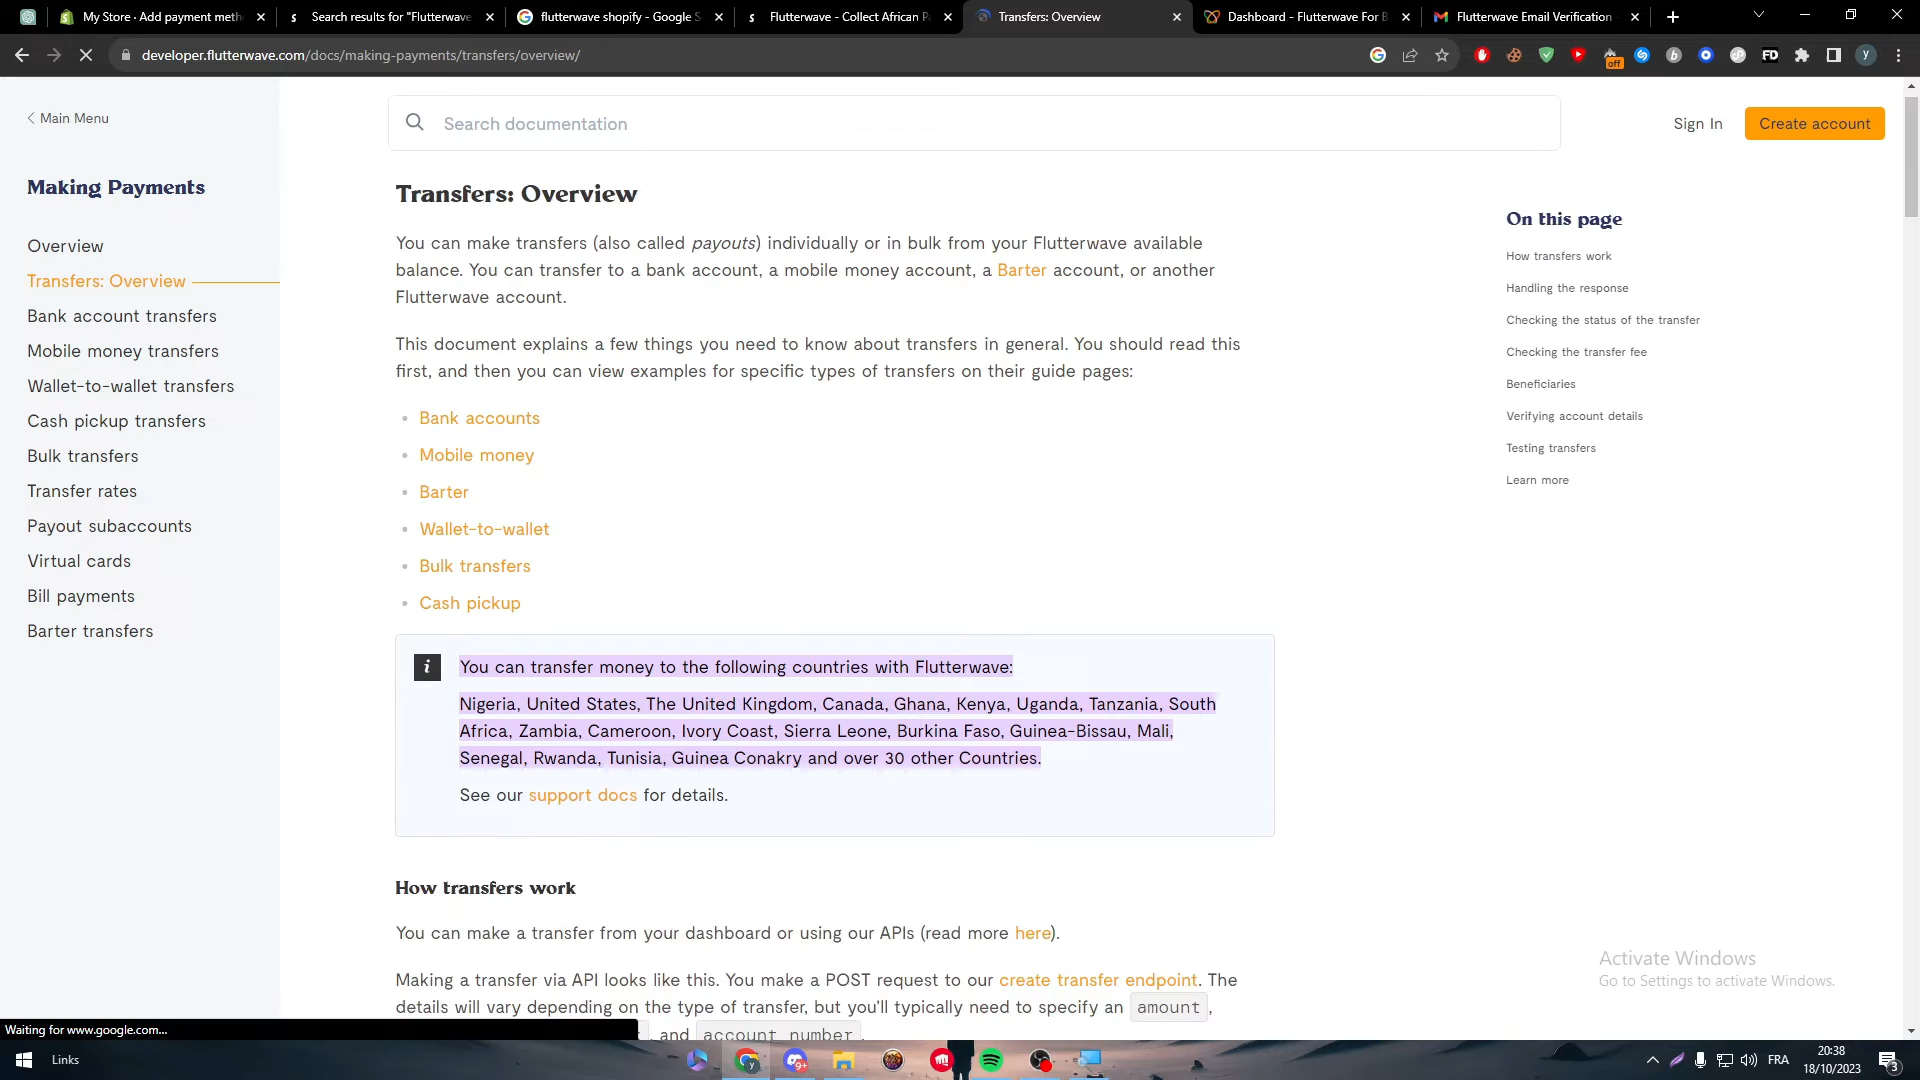 My Store · Add payment meth
Search results for "Flutterwave
flutterwave shopify - Google S
Flutterwave - Collect African P
Transfers: Overview
Dashboard - Flutterwave For B
Flutterwave Email Verification
developer.flutterwave.com/docs/making-payments/transfers/overview/
off
FD
y
Main Menu
Search documentation
Sign In
Create account
Making Payments
Overview
Transfers: Overview
Bank account transfers
Mobile money transfers
Wallet-to-wallet transfers
Cash pickup transfers
Bulk transfers
Transfer rates
Payout subaccounts
Virtual cards
Bill payments
Barter transfers
Transfers: Overview
You can make transfers (also called payouts) individually or in bulk from your Flutterwave available
balance. You can transfer to a bank account, a mobile money account, a Barter account, or another
Flutterwave account.
This document explains a few things you need to know about transfers in general. You should read this
first, and then you can view examples for specific types of transfers on their guide pages:
• Bank accounts
• Mobile money
• Barter
• Wallet-to-wallet
• Bulk transfers
• Cash pickup
i
You can transfer money to the following countries with Flutterwave:
Nigeria, United States, The United Kingdom, Canada, Ghana, Kenya, Uganda, Tanzania, South
Africa, Zambia, Cameroon, Ivory Coast, Sierra Leone, Burkina Faso, Guinea-Bissau, Mali,
Senegal, Rwanda, Tunisia, Guinea Conakry and over 30 other Countries.
See our support docs for details.
How transfers work
You can make a transfer from your dashboard or using our APIs (read more here).
Making a transfer via API looks like this. You make a POST request to our create transfer endpoint. The
details will vary depending on the type of transfer, but you'll typically need to specify an amount,
and account_number.
On this page
How transfers work
Handling the response
Checking the status of the transfer
Checking the transfer fee
Beneficiaries
Verifying account details
Testing transfers
Learn more
Activate Windows
Go to Settings to activate Windows.
Waiting for www.google.com...
Links
9+
FRA
20:38
18/10/2023
3